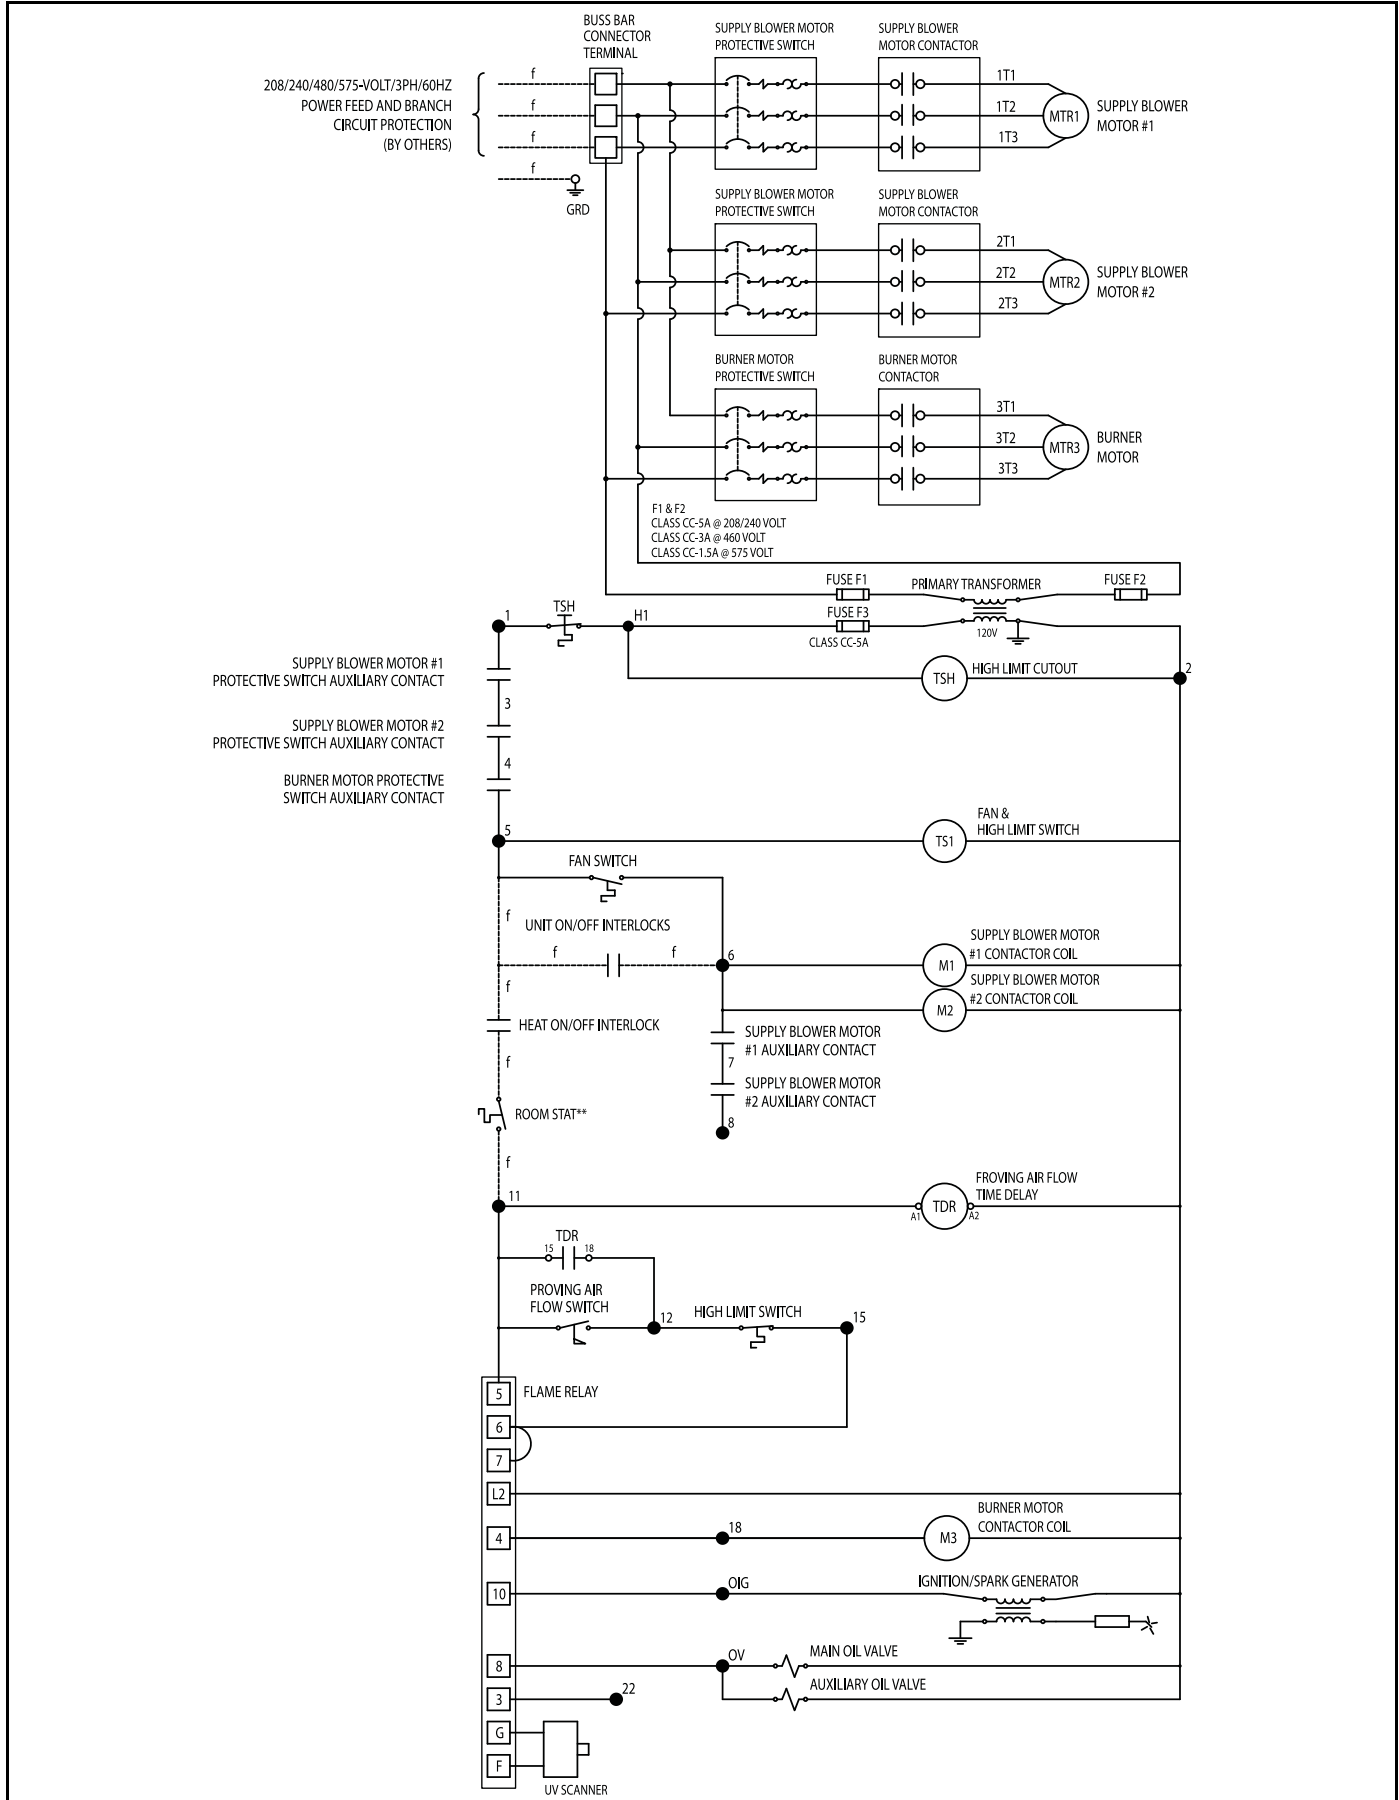 BUSS BAR
CONNECTOR
TERMINAL
SUPPLY BLOWER MOTOR
PROTECTIVE SWITCH
SUPPLY BLOWER
MOTOR CONTACTOR
208/240/480/575-VOLT/3PH/60HZ
POWER FEED AND BRANCH
CIRCUIT PROTECTION
(BY OTHERS)
f
f
f
f
GRD
1T1
1T2
1T3
MTR1
SUPPLY BLOWER
MOTOR #1
SUPPLY BLOWER MOTOR
PROTECTIVE SWITCH
SUPPLY BLOWER
MOTOR CONTACTOR
2T1
2T2
2T3
MTR2
SUPPLY BLOWER
MOTOR #2
BURNER MOTOR
PROTECTIVE SWITCH
BURNER MOTOR
CONTACTOR
3T1
3T2
3T3
MTR3
BURNER
MOTOR
F1 & F2
CLASS CC-5A @ 208/240 VOLT
CLASS CC-3A @ 460 VOLT
CLASS CC-1.5A @ 575 VOLT
FUSE F1
PRIMARY TRANSFORMER
FUSE F2
1
TSH
H1
FUSE F3
CLASS CC-5A
120V
TSH
HIGH LIMIT CUTOUT
2
SUPPLY BLOWER MOTOR #1
PROTECTIVE SWITCH AUXILIARY CONTACT
3
SUPPLY BLOWER MOTOR #2
PROTECTIVE SWITCH AUXILIARY CONTACT
4
BURNER MOTOR PROTECTIVE
SWITCH AUXILIARY CONTACT
5
TS1
FAN &
HIGH LIMIT SWITCH
FAN SWITCH
f
UNIT ON/OFF INTERLOCKS
f
f
6
M1
SUPPLY BLOWER MOTOR
#1 CONTACTOR COIL
M2
SUPPLY BLOWER MOTOR
#2 CONTACTOR COIL
f
HEAT ON/OFF INTERLOCK
f
SUPPLY BLOWER MOTOR
#1 AUXILIARY CONTACT
7
SUPPLY BLOWER MOTOR
#2 AUXILIARY CONTACT
8
ROOM STAT**
f
11
A1
TDR
A2
FROVING AIR FLOW
TIME DELAY
TDR
15
18
PROVING AIR
FLOW SWITCH
12
HIGH LIMIT SWITCH
15
5
FLAME RELAY
6
7
L2
4
18
M3
BURNER MOTOR
CONTACTOR COIL
10
OIG
IGNITION/SPARK GENERATOR
8
OV
MAIN OIL VALVE
AUXILIARY OIL VALVE
3
22
G
F
UV SCANNER